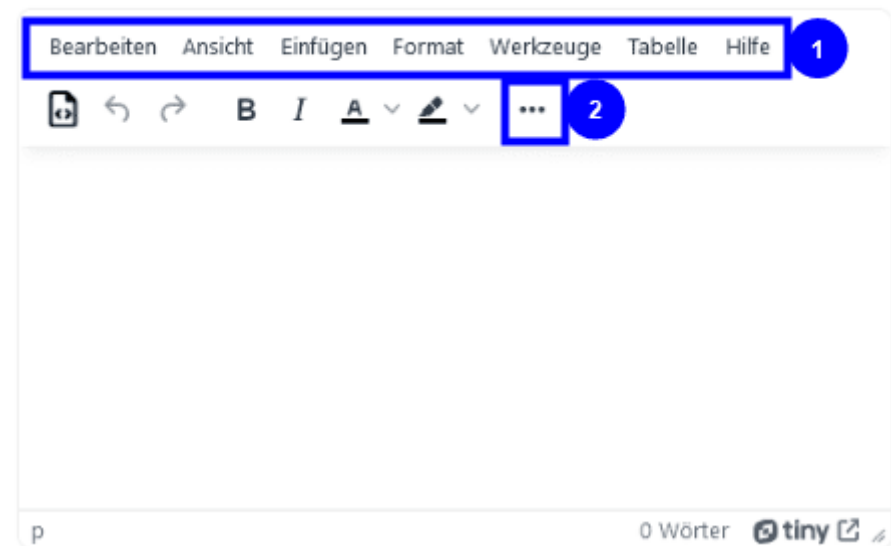 Bearbeiten Ansicht Einfügen Format Werkzeuge Tabelle Hilfe 1
B I A ... 2
p 0 Wörter tiny